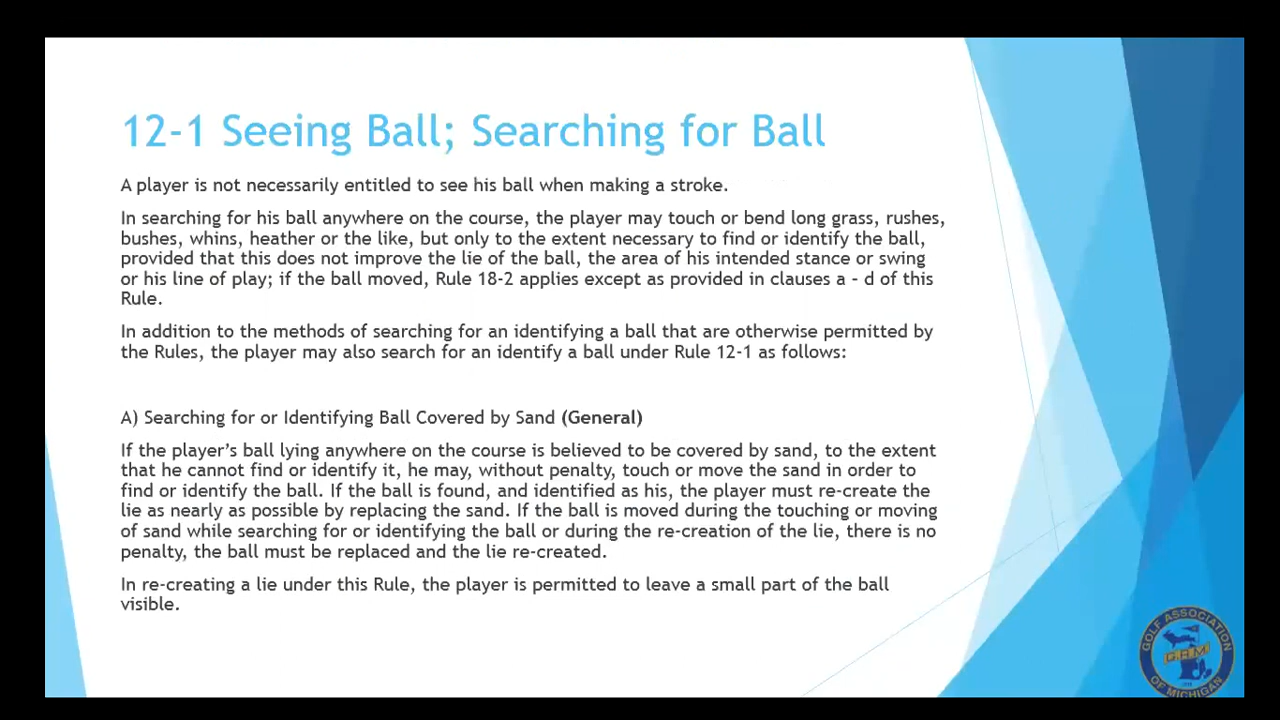 12-1 Seeing Ball; Searching for Ball
A player is not necessarily entitled to see his ball when making a stroke.
In searching for his ball anywhere on the course, the player may touch or bend long grass, rushes,
bushes, whins, heather or the like, but only to the extent necessary to find or identify the ball,
provided that this does not improve the lie of the ball, the area of his intended stance or swing
or his line of play; if the ball moved, Rule 18-2 applies except as provided in clauses a - d of this
Rule.
In addition to the methods of searching for an identifying a ball that are otherwise permitted by
the Rules, the player may also search for an identify a ball under Rule 12-1 as follows:
A) Searching for or Identifying Ball Covered by Sand (General)
If the player's ball lying anywhere on the course is believed to be covered by sand, to the extent
that he cannot find or identify it, he may, without penalty, touch or move the sand in order to
find or identify the ball. If the ball is found, and identified as his, the player must re-create the
lie as nearly as possible by replacing the sand. If the ball is moved during the touching or moving
of sand while searching for or identifying the ball or during the re-creation of the lie, there is no
penalty, the ball must be replaced and the lie re-created.
In re-creating a lie under this Rule, the player is permitted to leave a small part of the ball
visible.
GOLF ASSOCIATION
G.A.M
OF MICHIGAN